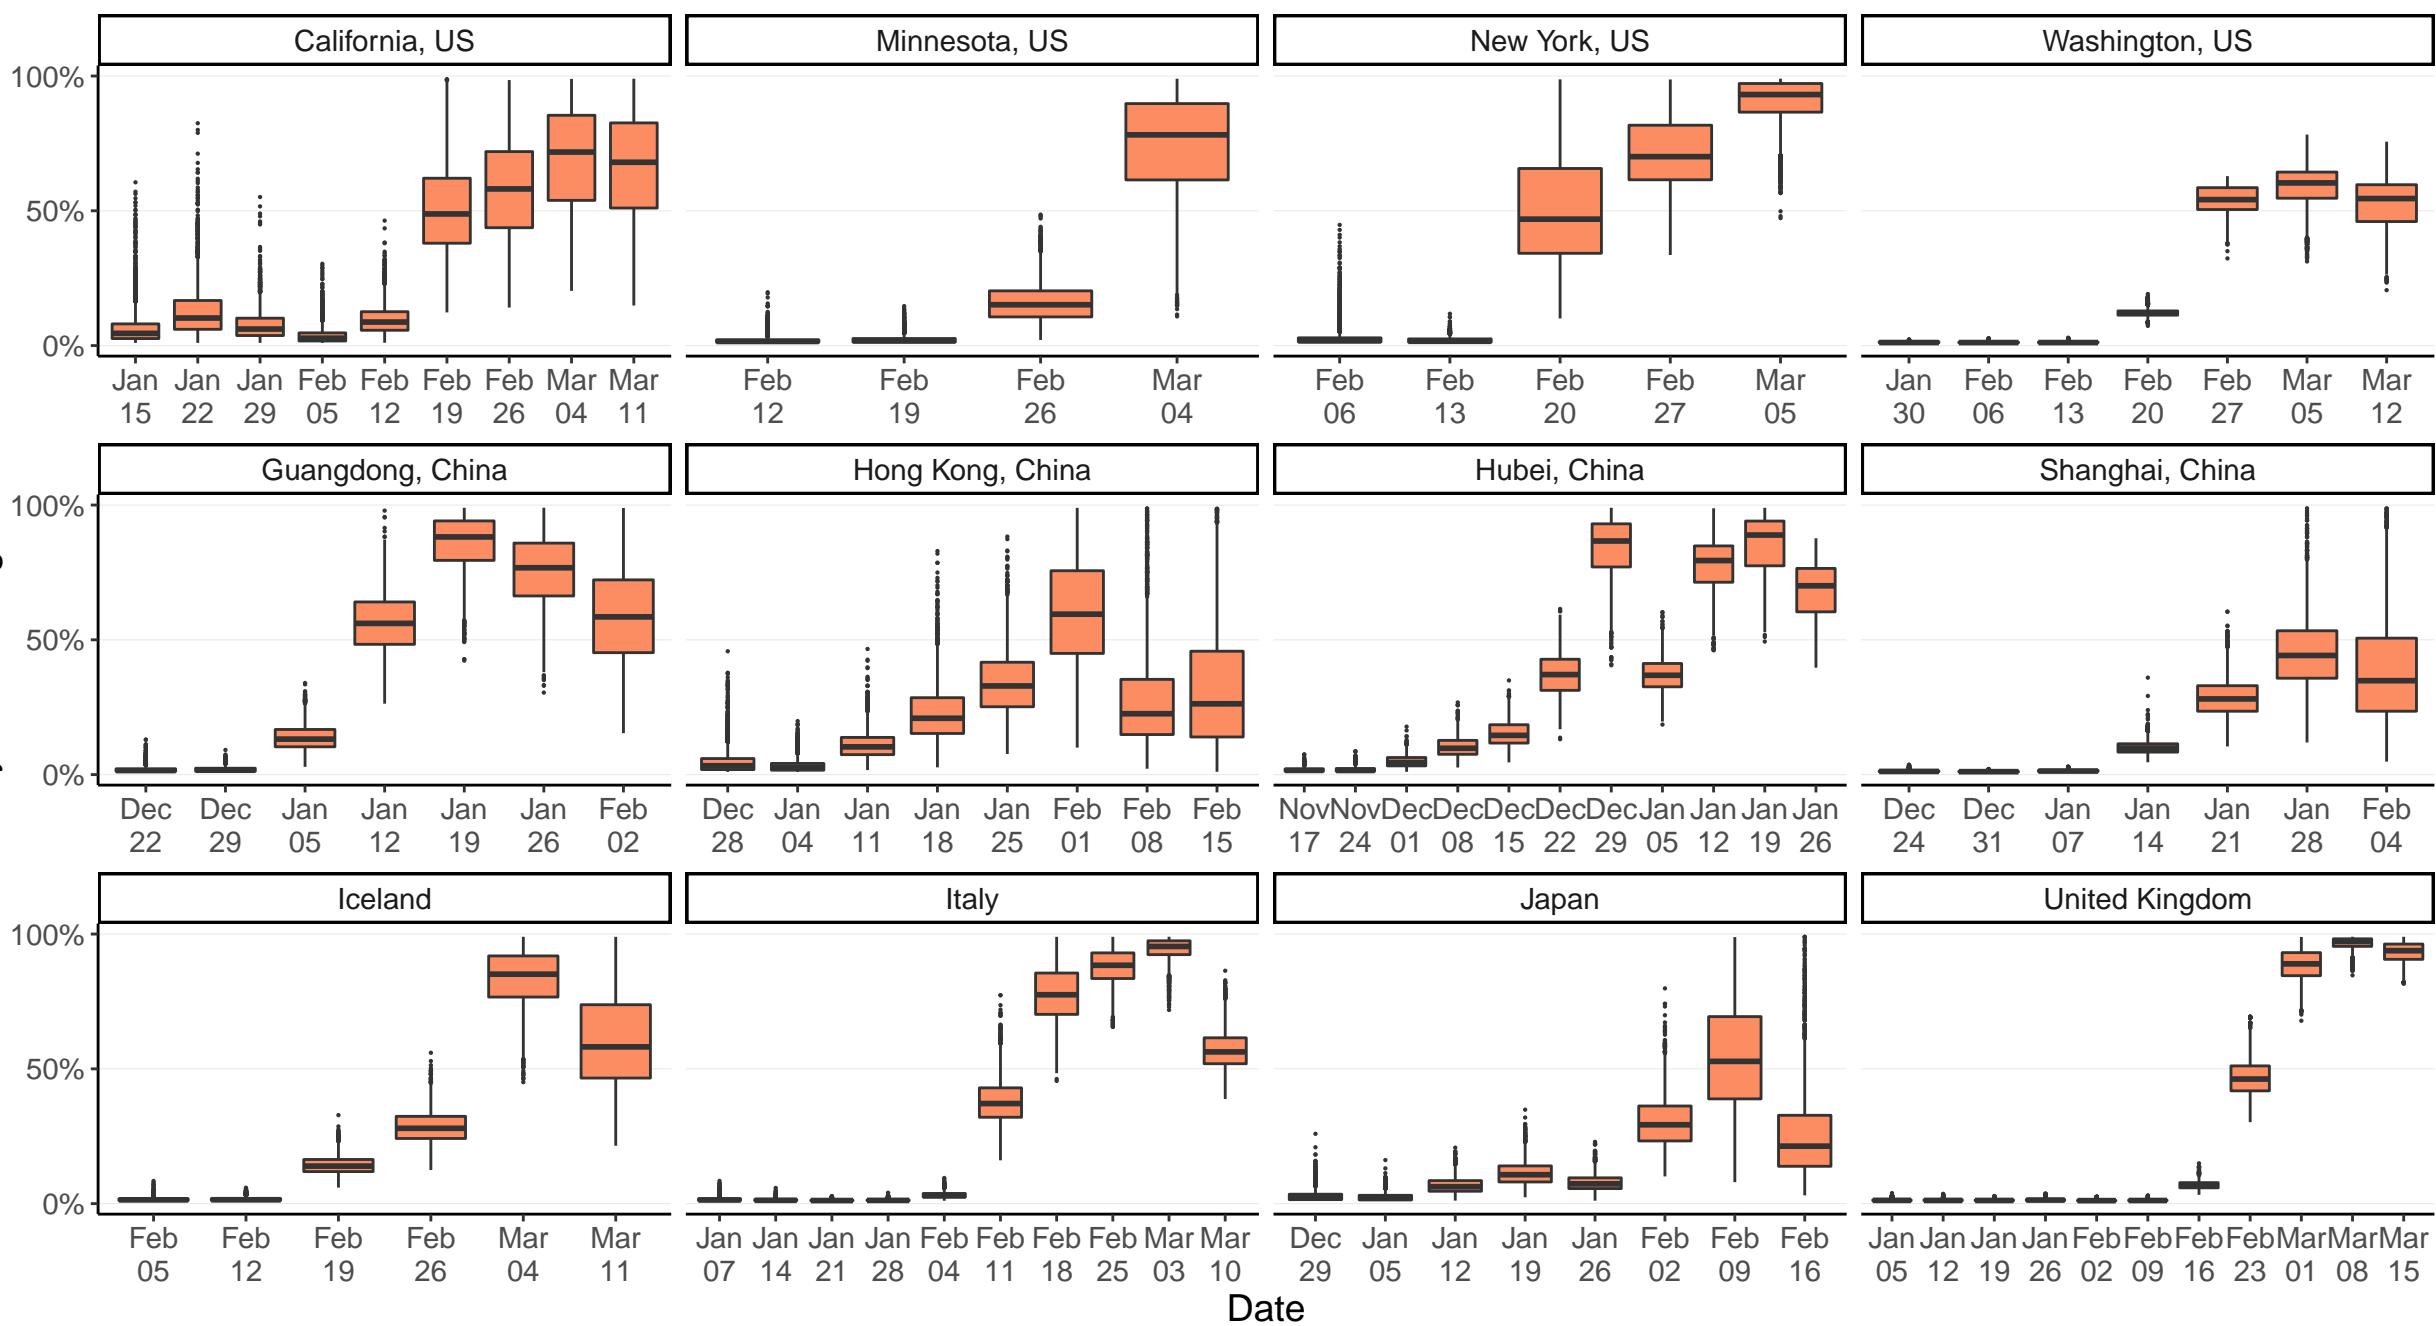 California, US
Minnesota, US
New York, US
Washington, US
100%
50%
0%
Jan Jan Jan Feb Feb Feb Feb Mar Mar
15 22 29 05 12 19 26 04 11
Feb Feb Feb Mar
12 19 26 04
Feb Feb Feb Feb Mar
06 13 20 27 05
Jan Feb Feb Feb Feb Mar Mar
30 06 13 20 27 05 12
Guangdong, China
Hong Kong, China
Hubei, China
Shanghai, China
100%
50%
0%
Dec Dec Jan Jan Jan Jan Feb
22 29 05 12 19 26 02
Dec Jan Jan Jan Jan Feb Feb Feb
28 04 11 18 25 01 08 15
Nov Nov Dec Dec Dec Dec Dec Jan Jan Jan Jan
17 24 01 08 15 22 29 05 12 19 26
Dec Dec Jan Jan Jan Jan Feb
24 31 07 14 21 28 04
Iceland
Italy
Japan
United Kingdom
100%
50%
0%
Feb Feb Feb Feb Mar Mar
05 12 19 26 04 11
Jan Jan Jan Jan Feb Feb Feb Feb Mar Mar
07 14 21 28 04 11 18 25 03 10
Dec Jan Jan Jan Jan Feb Feb Feb
29 05 12 19 26 02 09 16
Jan Jan Jan Jan Feb Feb Feb Feb Mar Mar Mar
05 12 19 26 02 09 16 23 01 08 15
Date